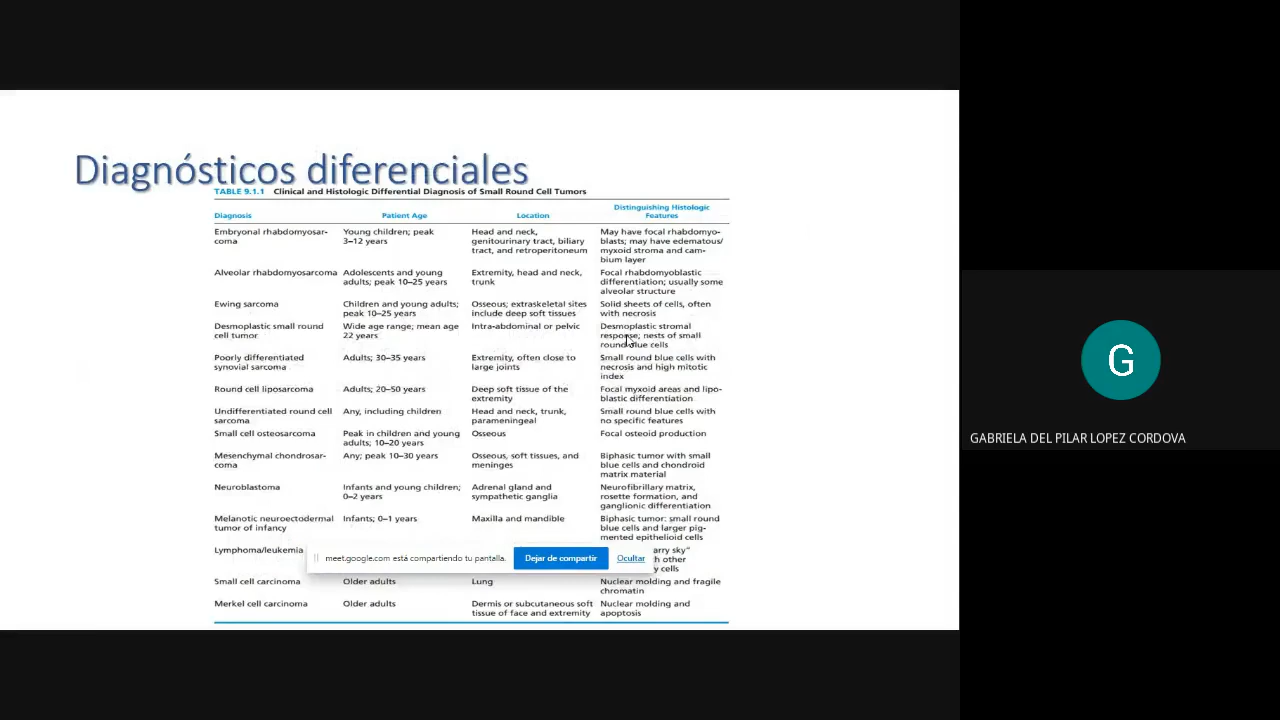 Diagnósticos diferenciales
TABLE 9.1.1 Clinical and Histologic Differential Diagnosis of Small Round Cell Tumors
Distinguishing Histologic
Diagnosis Patient Age Location Features
Embryonal rhabdomyosar- Young children; peak Head and neck, May have focal rhabdomyo-
coma 3–12 years genitourinary tract, biliary blasts; may have edematous/
tract, and retroperitoneum myxoid stroma and cam-
bium layer
Alveolar rhabdomyosarcoma Adolescents and young Extremity, head and neck, Focal rhabdomyoblastic
adults; peak 10–25 years trunk differentiation; usually some
alveolar structure
Ewing sarcoma Children and young adults; Osseous; extraskeletal sites Solid sheets of cells, often
peak 10–25 years include deep soft tissues with necrosis
Desmoplastic small round Wide age range; mean age Intra-abdominal or pelvic Desmoplastic stromal
cell tumor 22 years response; nests of small
round blue cells
Poorly differentiated Adults; 30–35 years Extremity, often close to Small round blue cells with
synovial sarcoma large joints necrosis and high mitotic
index
Round cell liposarcoma Adults; 20–50 years Deep soft tissue of the Focal myxoid areas and lipo-
extremity blastic differentiation
Undifferentiated round cell Any, including children Head and neck, trunk, Small round blue cells with
sarcoma parameningeal no specific features
Small cell osteosarcoma Peak in children and young Osseous Focal osteoid production
adults; 10–20 years
Mesenchymal chondrosar- Any; peak 10–30 years Osseous, soft tissues, and Biphasic tumor with small
coma meninges blue cells and chondroid
matrix material
Neuroblastoma Infants and young children; Adrenal gland and Neurofibrillary matrix,
0–2 years sympathetic ganglia rosette formation, and
ganglionic differentiation
Melanotic neuroectodermal Infants; 0–1 years Maxilla and mandible Biphasic tumor: small round
tumor of infancy blue cells and larger pig-
mented epithelioid cells
Lymphoma/leukemia arry sky"
meet.google.com está compartiendo tu pantalla. Dejar de compartir Ocultar h other
y cells
Small cell carcinoma Older adults Lung Nuclear molding and fragile
chromatin
Merkel cell carcinoma Older adults Dermis or subcutaneous soft Nuclear molding and
tissue of face and extremity apoptosis
G
GABRIELA DEL PILAR LOPEZ CORDOVA